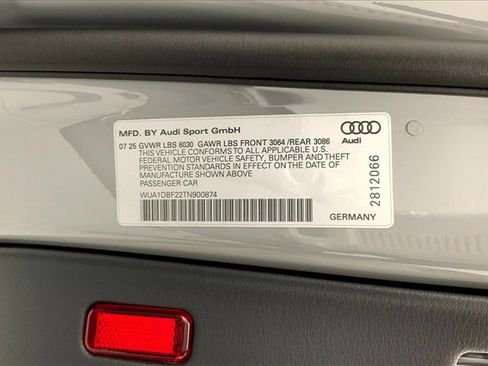 MFD. BY Audi Sport GmbH
07 25 GVWR LBS 6030 GAWR LBS FRONT 3064 /REAR 3086
THIS VEHICLE CONFORMS TO ALL APPLICABLE U.S.
FEDERAL MOTOR VEHICLE SAFETY, BUMPER AND THEFT
PREVENTION STANDARDS IN EFFECT ON THE DATE OF
MANUFACTURE SHOWN ABOVE
PASSENGER CAR
WUA1DBF22TN900874
Audi
2812066
GERMANY